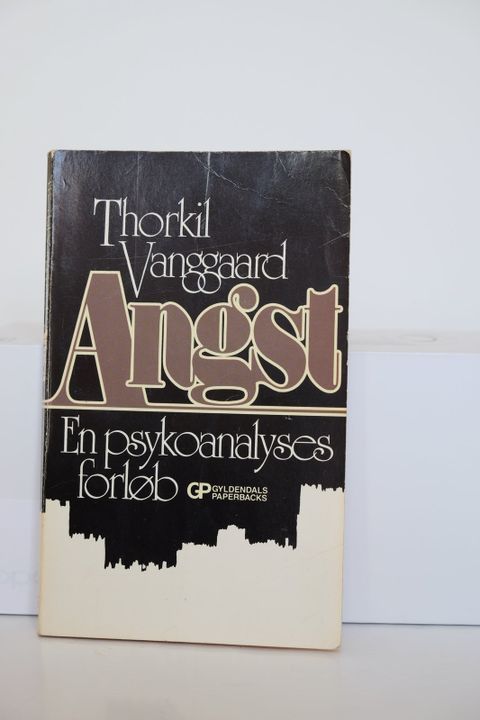 Thorkil
Vanggaard
Angst
En psykoanalyses
forløb
GP GYLDENDALS
PAPERBACKS